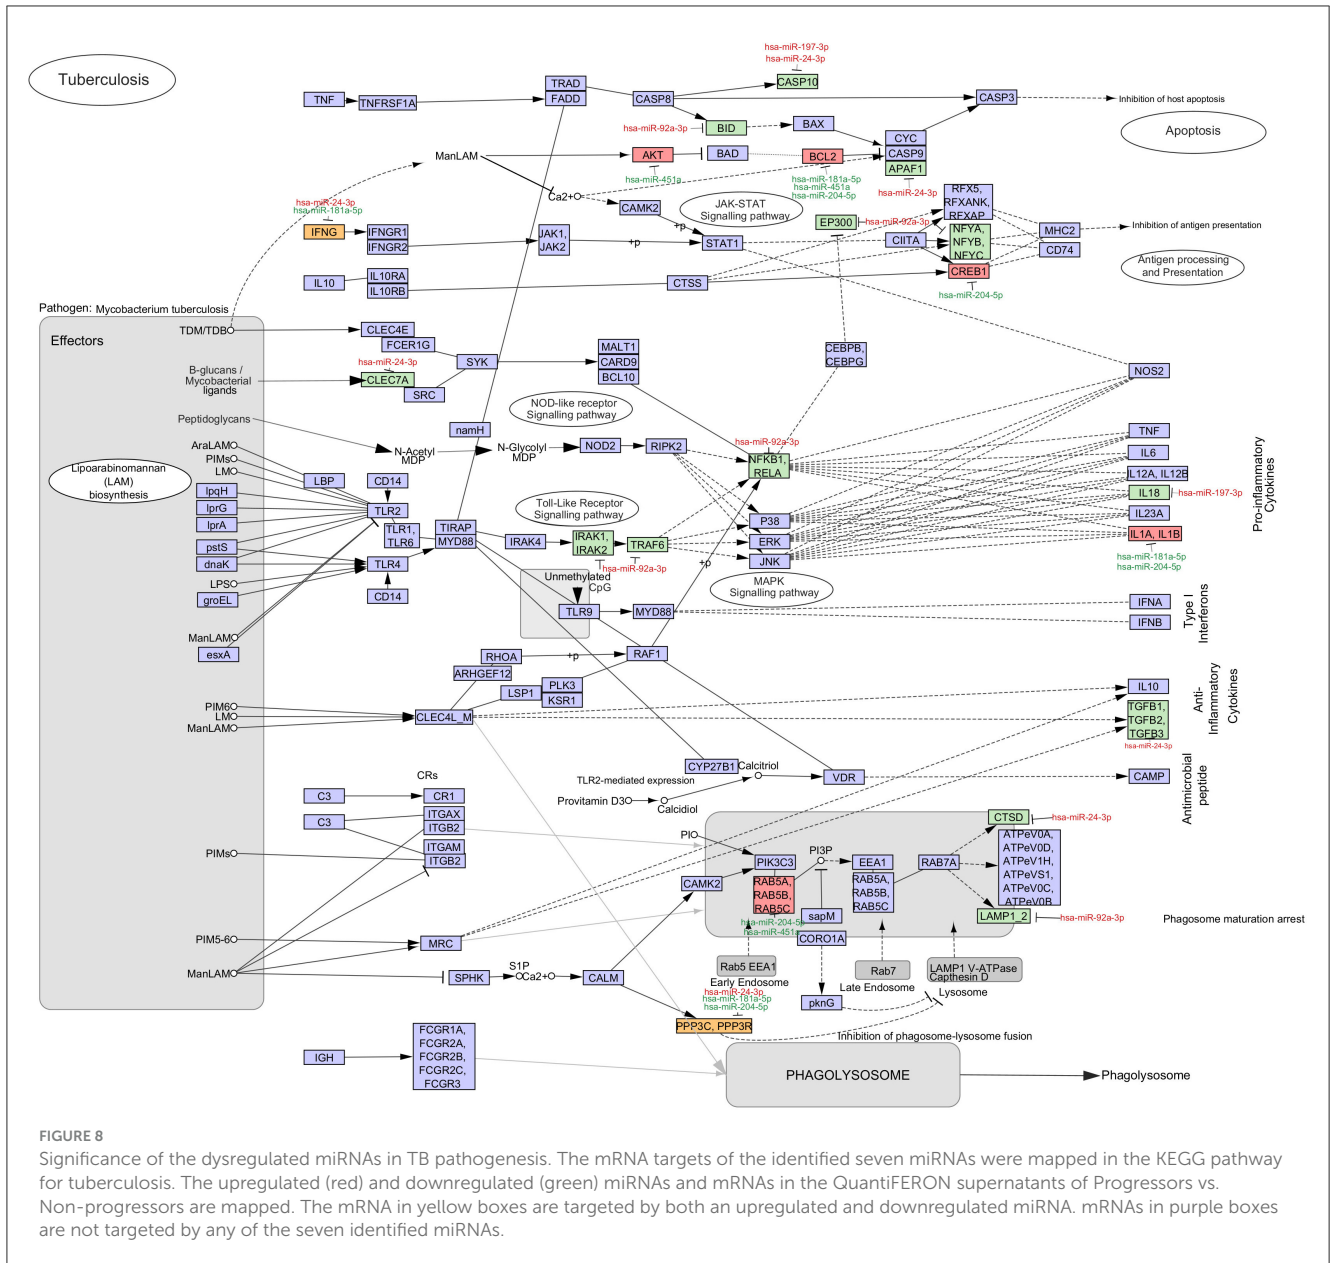 Tuberculosis
hsa-miR-197-3p
hsa-miR-24-3p
TRAD
FADD
CASP10
TNF
TNFRSF1A
CASP8
CASP3
Inhibition of host apoptosis
hsa-miR-92a-3p
BID
BAX
CYC
CASP9
APAF1
Apoptosis
ManLAM
AKT
BAD
BCL2
hsa-miR-451a
hsa-miR-181a-5p
hsa-miR-451a
hsa-miR-204-5p
hsa-miR-24-3p
Ca2+
CAMK2
JAK-STAT
Signalling pathway
RFX5,
RFXANK,
RFXAP
hsa-miR-24-3p
hsa-miR-181a-5p
IFNG
IFNGR1
IFNGR2
JAK1,
JAK2
+p
+p
STAT1
EP300
hsa-miR-92a-3p
CIITA
NFYA,
NFYB,
NFYC
MHC2
CD74
Inhibition of antigen presentation
Antigen processing
and Presentation
IL10
IL10RA
IL10RB
CTSS
CREB1
hsa-miR-204-5p
Pathogen: Mycobacterium tuberculosis
Effectors
TDM/TDB
CLEC4E
FCER1G
SYK
hsa-miR-24-3p
CLEC7A
SRC
B-glucans /
Mycobacterial
ligands
MALT1
CARD9
BCL10
CEBPB,
CEBPG
NOS2
NOD-like receptor
Signalling pathway
Peptidoglycans
namH
N-Acetyl
MDP
N-Glycolyl
MDP
NOD2
RIPK2
hsa-miR-92a-3p
NFKB1,
RELA
TNF
IL6
IL12A, IL12B
IL18
hsa-miR-197-3p
IL23A
IL1A, IL1B
hsa-miR-181a-5p
hsa-miR-204-5p
Pro-inflammatory
Cytokines
AraLAM
PIMs
LM
Lipoarabinomannan
(LAM)
biosynthesis
lpqH
lprG
lprA
pstS
dnaK
LPS
groEL
ManLAM
esxA
LBP
CD14
TLR2
TLR1,
TLR6
TLR4
CD14
TIRAP
MYD88
Toll-Like Receptor
Signalling pathway
IRAK4
IRAK1,
IRAK2
TRAF6
hsa-miR-92a-3p
P38
ERK
JNK
MAPK
Signalling pathway
+p
Unmethylated
CpG
TLR9
MYD88
IFNA
IFNB
Type I
Interferons
RHOA
ARHGEF12
+p
RAF1
LSP1
PLK3
KSR1
PIM6
LM
ManLAM
CLEC4L_M
IL10
TGFB1,
TGFB2,
TGFB3
hsa-miR-24-3p
Anti-
Inflammatory
Cytokines
CYP27B1
Calcitriol
TLR2-mediated expression
Provitamin D3
Calcidiol
VDR
CAMP
Antimicrobial
peptide
CRs
C3
CR1
C3
ITGAX
ITGB2
ITGAM
ITGB2
PIMs
PI
PIK3C3
PI3P
EEA1
RAB7A
CTSD
hsa-miR-24-3p
ATPeV0A,
ATPeV0D,
ATPeV1H,
ATPeVS1,
ATPeV0C,
ATPeV0B
CAMK2
RAB5A,
RAB5B,
RAB5C
sapM
RAB5A,
RAB5B,
RAB5C
LAMP1_2
hsa-miR-92a-3p
Phagosome maturation arrest
hsa-miR-204-5p
hsa-miR-451a
CORO1A
PIM5-6
MRC
ManLAM
SPHK
S1P
Ca2+
CALM
Rab5 EEA1
Early Endosome
Rab7
Late Endosome
LAMP1 V-ATPase
Capthesin D
Lysosome
pknG
hsa-miR-24-3p
hsa-miR-181a-5p
hsa-miR-204-5p
PPP3C, PPP3R
Inhibition of phagosome-lysosome fusion
IGH
FCGR1A,
FCGR2A,
FCGR2B,
FCGR2C,
FCGR3
PHAGOLYSOSOME
Phagolysosome
FIGURE 8
Significance of the dysregulated miRNAs in TB pathogenesis. The mRNA targets of the identified seven miRNAs were mapped in the KEGG pathway
for tuberculosis. The upregulated (red) and downregulated (green) miRNAs and mRNAs in the QuantiFERON supernatants of Progressors vs.
Non-progressors are mapped. The mRNA in yellow boxes are targeted by both an upregulated and downregulated miRNA. mRNAs in purple boxes
are not targeted by any of the seven identified miRNAs.